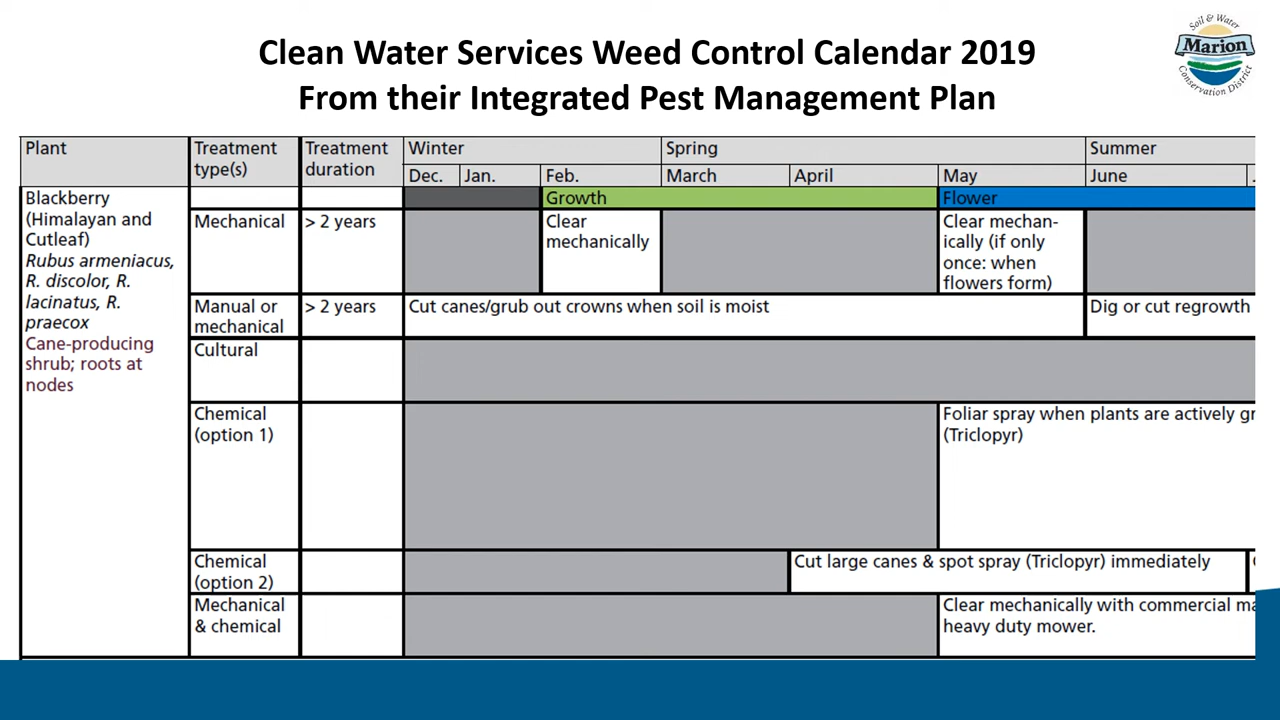 Clean Water Services Weed Control Calendar 2019
From their Integrated Pest Management Plan
Soil & Water
Marion
Conservation District
Plant
Treatment
type(s)
Treatment
duration
Winter
Spring
Summer
Dec.
Jan.
Feb.
March
April
May
June
Blackberry
(Himalayan and
Cutleaf)
Rubus armeniacus,
R. discolor, R.
lacinatus, R.
praecox
Cane-producing
shrub; roots at
nodes
Growth
Flower
Mechanical
> 2 years
Clear
mechanically
Clear mechan-
ically (if only
once: when
flowers form)
Manual or
mechanical
> 2 years
Cut canes/grub out crowns when soil is moist
Dig or cut regrowth
Cultural
Chemical
(option 1)
Foliar spray when plants are actively gr
(Triclopyr)
Chemical
(option 2)
Cut large canes & spot spray (Triclopyr) immediately
Mechanical
& chemical
Clear mechanically with commercial ma
heavy duty mower.